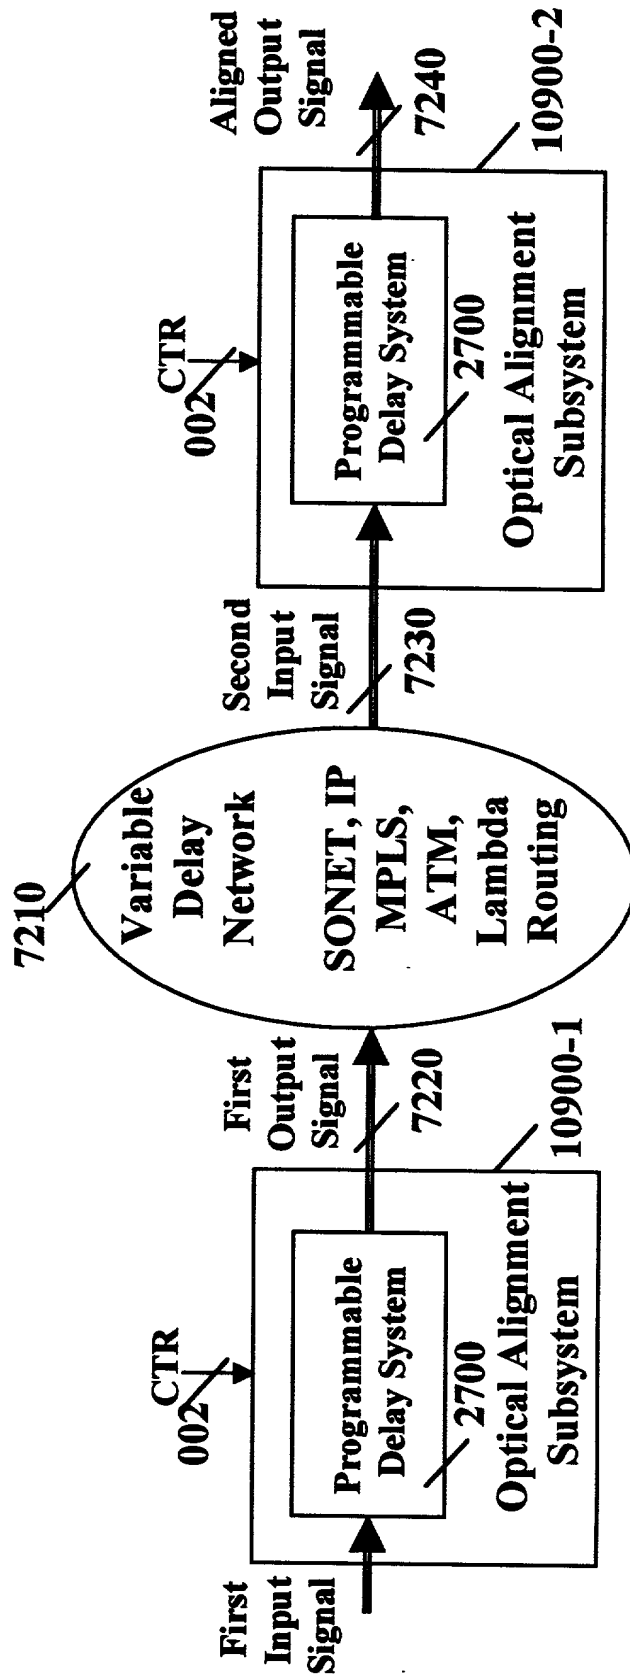 First
Input
Signal
CTR
002
Programmable
Delay System
2700
Optical Alignment
Subsystem
10900-1
First
Output
Signal
7220
7210
Variable
Delay
Network
SONET, IP
MPLS,
ATM,
Lambda
Routing
Second
Input
Signal
7230
CTR
002
Programmable
Delay System
2700
Optical Alignment
Subsystem
10900-2
Aligned
Output
Signal
7240